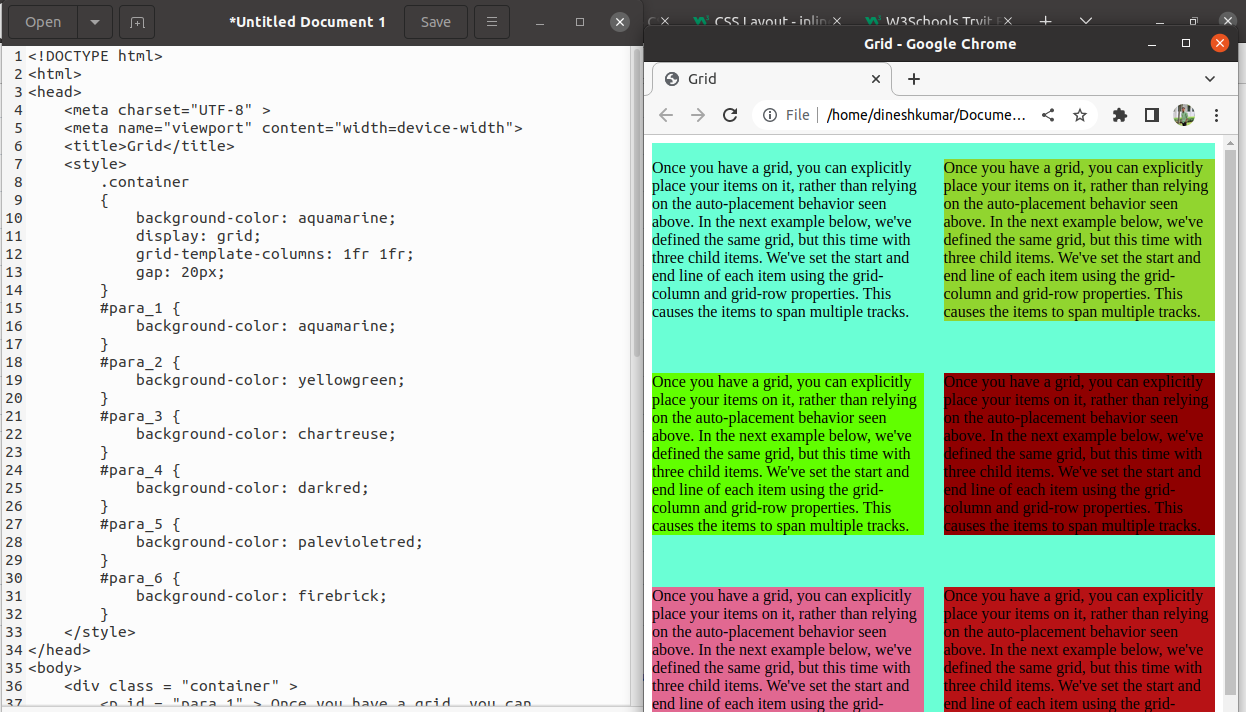 Open
*Untitled Document 1
Save
1 <!DOCTYPE html>
2 <html>
3 <head>
4 <meta charset="UTF-8" >
5 <meta name="viewport" content="width=device-width">
6 <title>Grid</title>
7 <style>
8 .container
9 {
10 background-color: aquamarine;
11 display: grid;
12 grid-template-columns: 1fr 1fr;
13 gap: 20px;
14 }
15 #para_1 {
16 background-color: aquamarine;
17 }
18 #para_2 {
19 background-color: yellowgreen;
20 }
21 #para_3 {
22 background-color: chartreuse;
23 }
24 #para_4 {
25 background-color: darkred;
26 }
27 #para_5 {
28 background-color: palevioletred;
29 }
30 #para_6 {
31 background-color: firebrick;
32 }
33 </style>
34 </head>
35 <body>
36 <div class = "container" >
37 <p id = "para_1" > Once you have a grid, you can
CSS Layout - inlin
W3Schools Tryit E
Grid - Google Chrome
Grid
File
/home/dineshkumar/Docume...
Once you have a grid, you can explicitly
place your items on it, rather than relying
on the auto-placement behavior seen
above. In the next example below, we've
defined the same grid, but this time with
three child items. We've set the start and
end line of each item using the grid-
column and grid-row properties. This
causes the items to span multiple tracks.
Once you have a grid, you can explicitly
place your items on it, rather than relying
on the auto-placement behavior seen
above. In the next example below, we've
defined the same grid, but this time with
three child items. We've set the start and
end line of each item using the grid-
column and grid-row properties. This
causes the items to span multiple tracks.
Once you have a grid, you can explicitly
place your items on it, rather than relying
on the auto-placement behavior seen
above. In the next example below, we've
defined the same grid, but this time with
three child items. We've set the start and
end line of each item using the grid-
column and grid-row properties. This
causes the items to span multiple tracks.
Once you have a grid, you can explicitly
place your items on it, rather than relying
on the auto-placement behavior seen
above. In the next example below, we've
defined the same grid, but this time with
three child items. We've set the start and
end line of each item using the grid-
column and grid-row properties. This
causes the items to span multiple tracks.
Once you have a grid, you can explicitly
place your items on it, rather than relying
on the auto-placement behavior seen
above. In the next example below, we've
defined the same grid, but this time with
three child items. We've set the start and
end line of each item using the grid-
Once you have a grid, you can explicitly
place your items on it, rather than relying
on the auto-placement behavior seen
above. In the next example below, we've
defined the same grid, but this time with
three child items. We've set the start and
end line of each item using the grid-